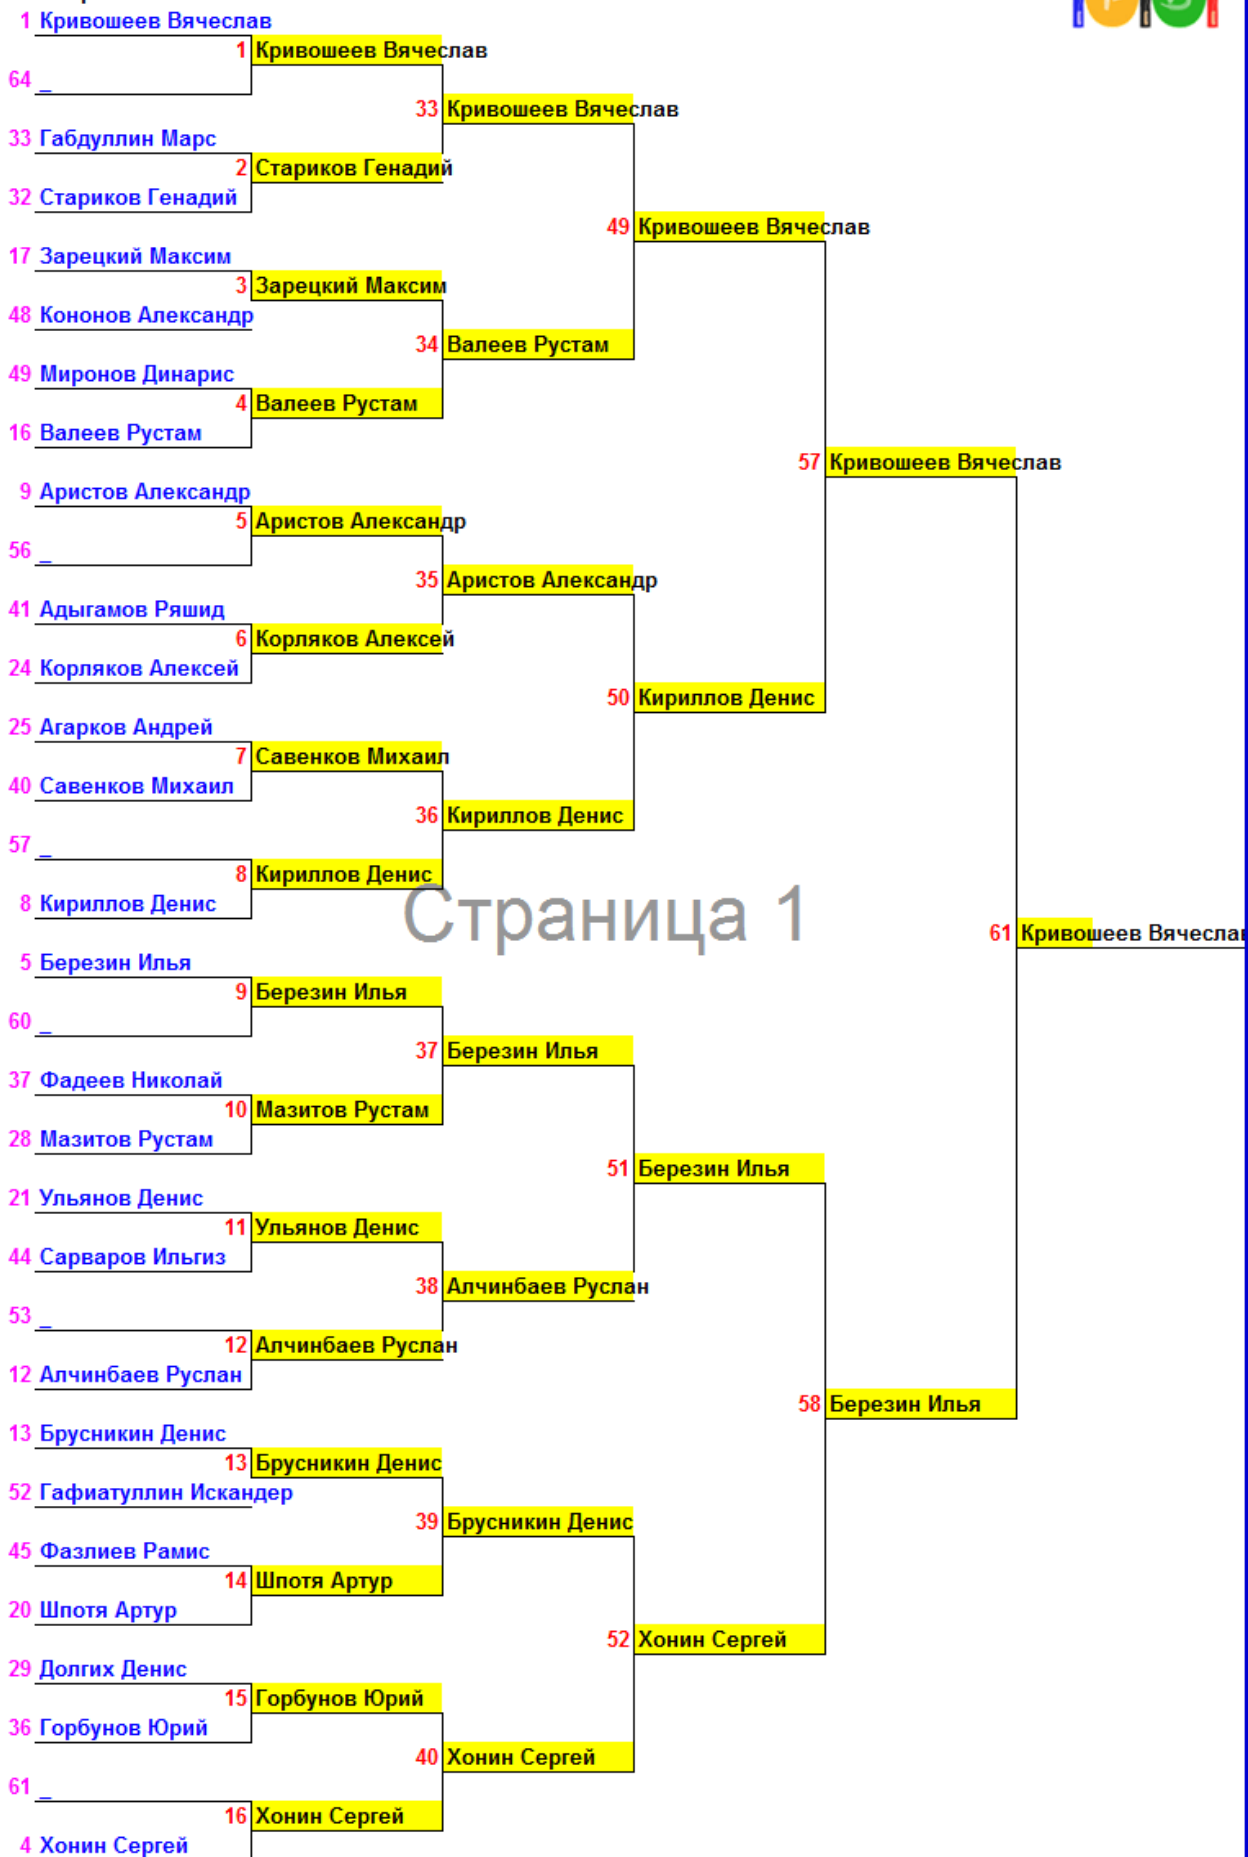 1 Кривошеев Вячеслав
1 Кривошеев Вячеслав
64 _
33 Кривошеев Вячеслав
33 Габдуллин Марс
2 Стариков Генадий
32 Стариков Генадий
49 Кривошеев Вячеслав
17 Зарецкий Максим
3 Зарецкий Максим
48 Кононов Александр
34 Валеев Рустам
49 Миронов Динарис
4 Валеев Рустам
16 Валеев Рустам
57 Кривошеев Вячеслав
9 Аристов Александр
5 Аристов Александр
56 _
35 Аристов Александр
41 Адыгамов Ряшид
6 Корляков Алексей
24 Корляков Алексей
50 Кириллов Денис
25 Агарков Андрей
7 Савенков Михаил
40 Савенков Михаил
36 Кириллов Денис
57 _
8 Кириллов Денис
8 Кириллов Денис
Страница 1
61 Кривошеев Вячеслав
5 Березин Илья
9 Березин Илья
60 _
37 Березин Илья
37 Фадеев Николай
10 Мазитов Рустам
28 Мазитов Рустам
51 Березин Илья
21 Ульянов Денис
11 Ульянов Денис
44 Сарваров Ильгиз
38 Алчинбаев Руслан
53 _
12 Алчинбаев Руслан
12 Алчинбаев Руслан
58 Березин Илья
13 Брусникин Денис
13 Брусникин Денис
52 Гафиатуллин Искандер
39 Брусникин Денис
45 Фазлиев Рамис
14 Шпотя Артур
20 Шпотя Артур
52 Хонин Сергей
29 Долгих Денис
15 Горбунов Юрий
36 Горбунов Юрий
40 Хонин Сергей
61 _
16 Хонин Сергей
4 Хонин Сергей